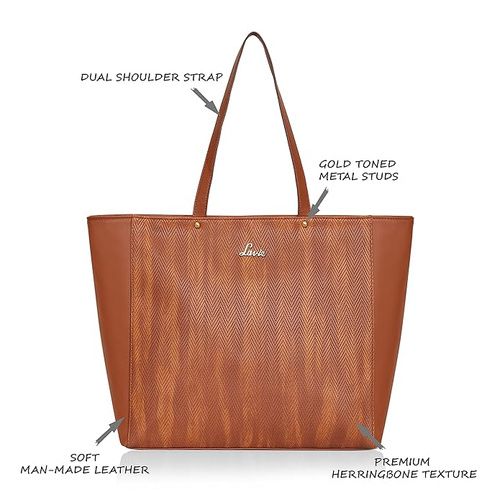 DUAL SHOULDER STRAP
GOLD TONED
METAL STUDS
Lavie
SOFT
MAN-MADE LEATHER
PREMIUM
HERRINGBONE TEXTURE